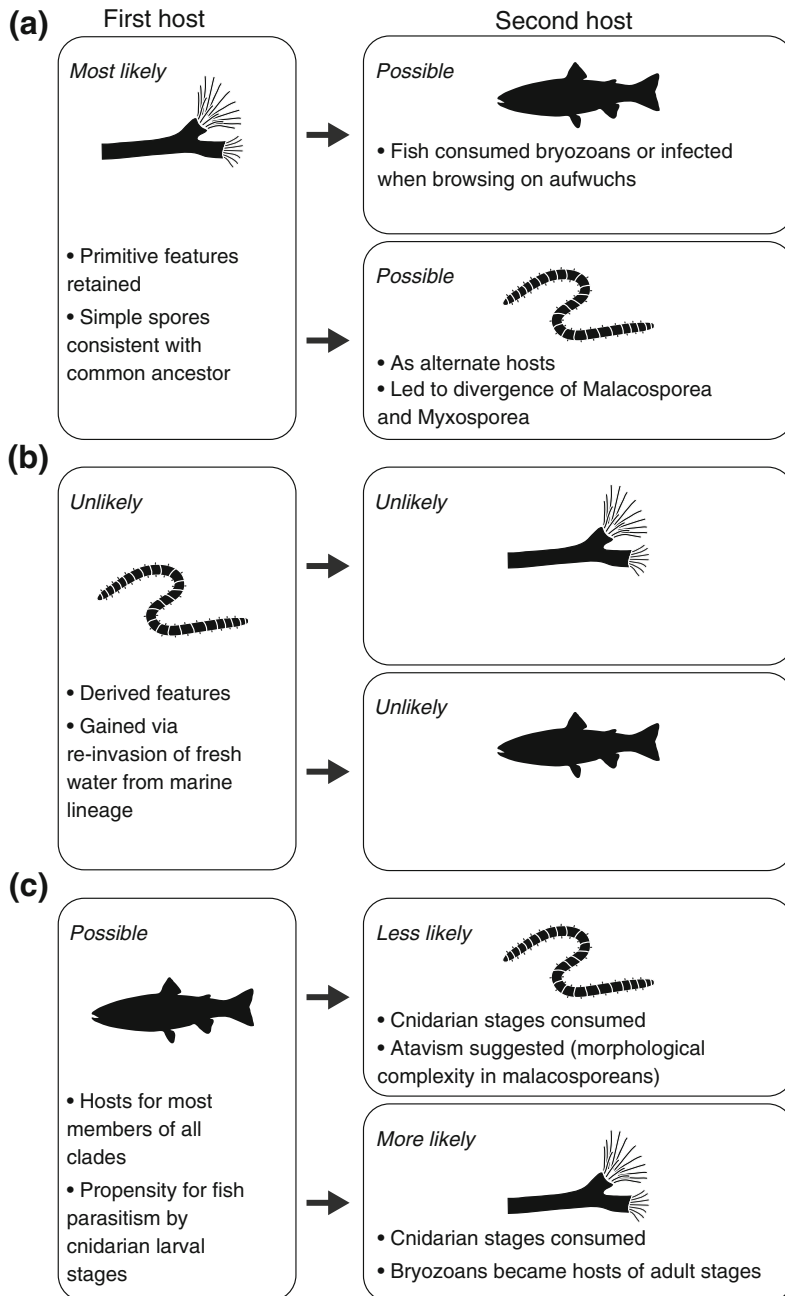 First host
Second host
(a)
Most likely
• Primitive features
retained
• Simple spores
consistent with
common ancestor
Possible
• Fish consumed bryozoans or infected
when browsing on aufwuchs
Possible
• As alternate hosts
• Led to divergence of Malacosporea
and Myxosporea
(b)
Unlikely
• Derived features
• Gained via
re-invasion of fresh
water from marine
lineage
Unlikely
Unlikely
(c)
Possible
• Hosts for most
members of all
clades
• Propensity for fish
parasitism by
cnidarian larval
stages
Less likely
• Cnidarian stages consumed
• Atavism suggested (morphological
complexity in malacosporeans)
More likely
• Cnidarian stages consumed
• Bryozoans became hosts of adult stages